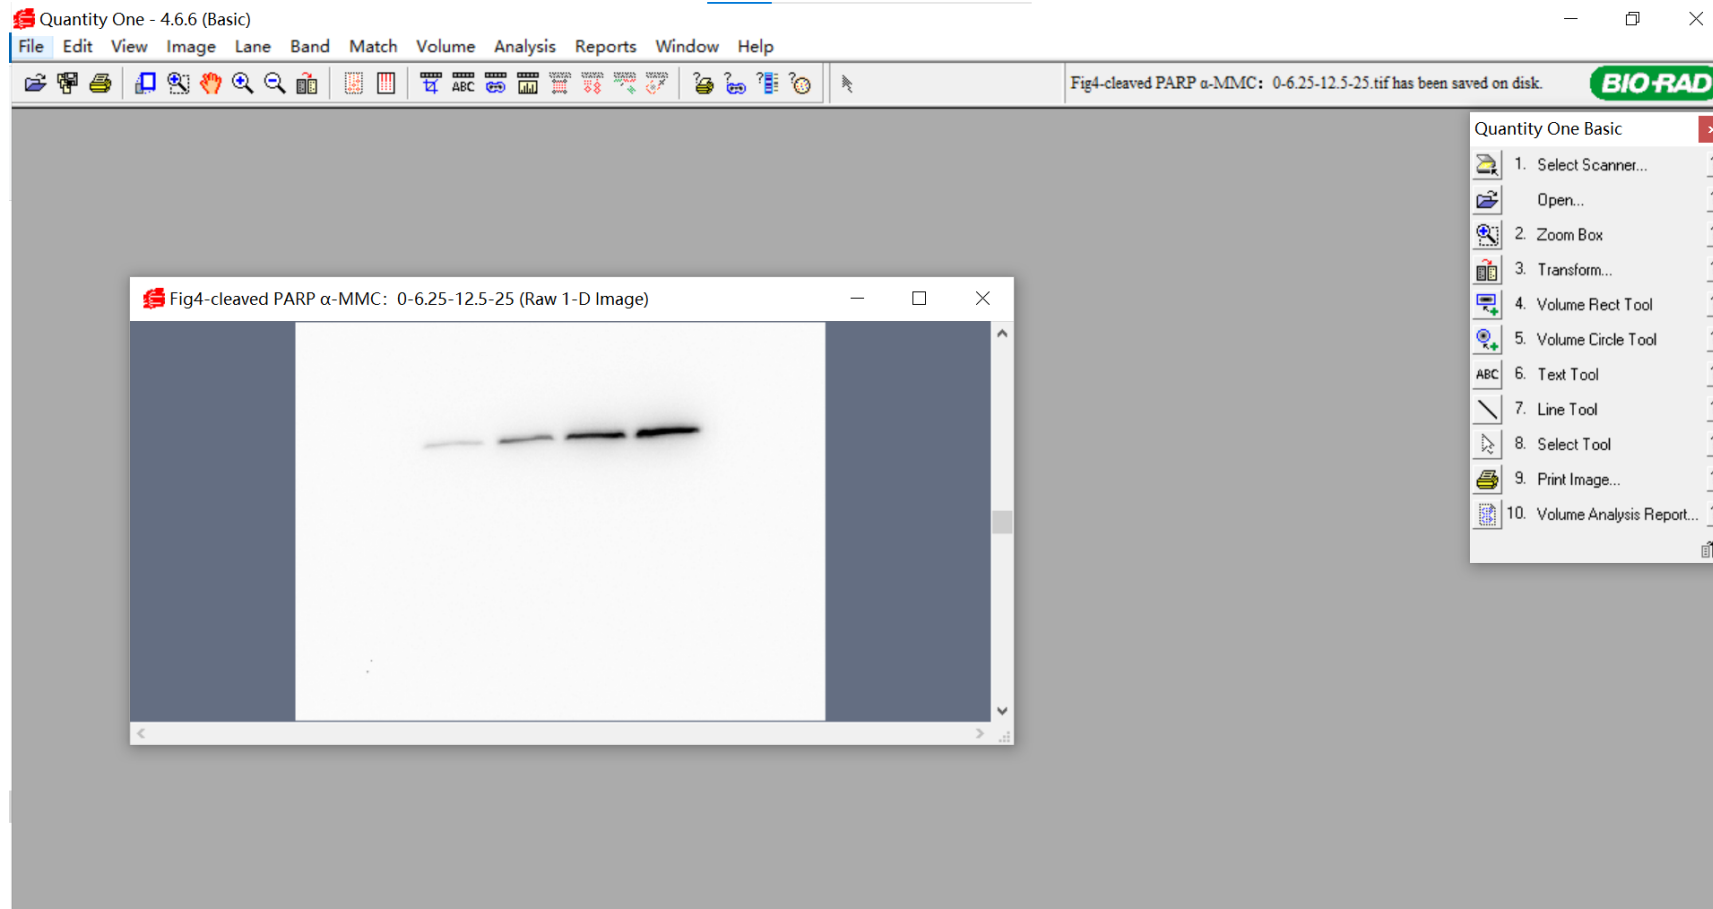 Quantity One - 4.6.6 (Basic)
File Edit View Image Lane Band Match Volume Analysis Reports Window Help
ABC
Fig4-cleaved PARP α-MMC：0-6.25-12.5-25.tif has been saved on disk.
BIO-RAD
Quantity One Basic
1. Select Scanner...
Open...
2. Zoom Box
3. Transform...
4. Volume Rect Tool
5. Volume Circle Tool
ABC 6. Text Tool
7. Line Tool
8. Select Tool
9. Print Image...
10. Volume Analysis Report...
Fig4-cleaved PARP α-MMC：0-6.25-12.5-25 (Raw 1-D Image)